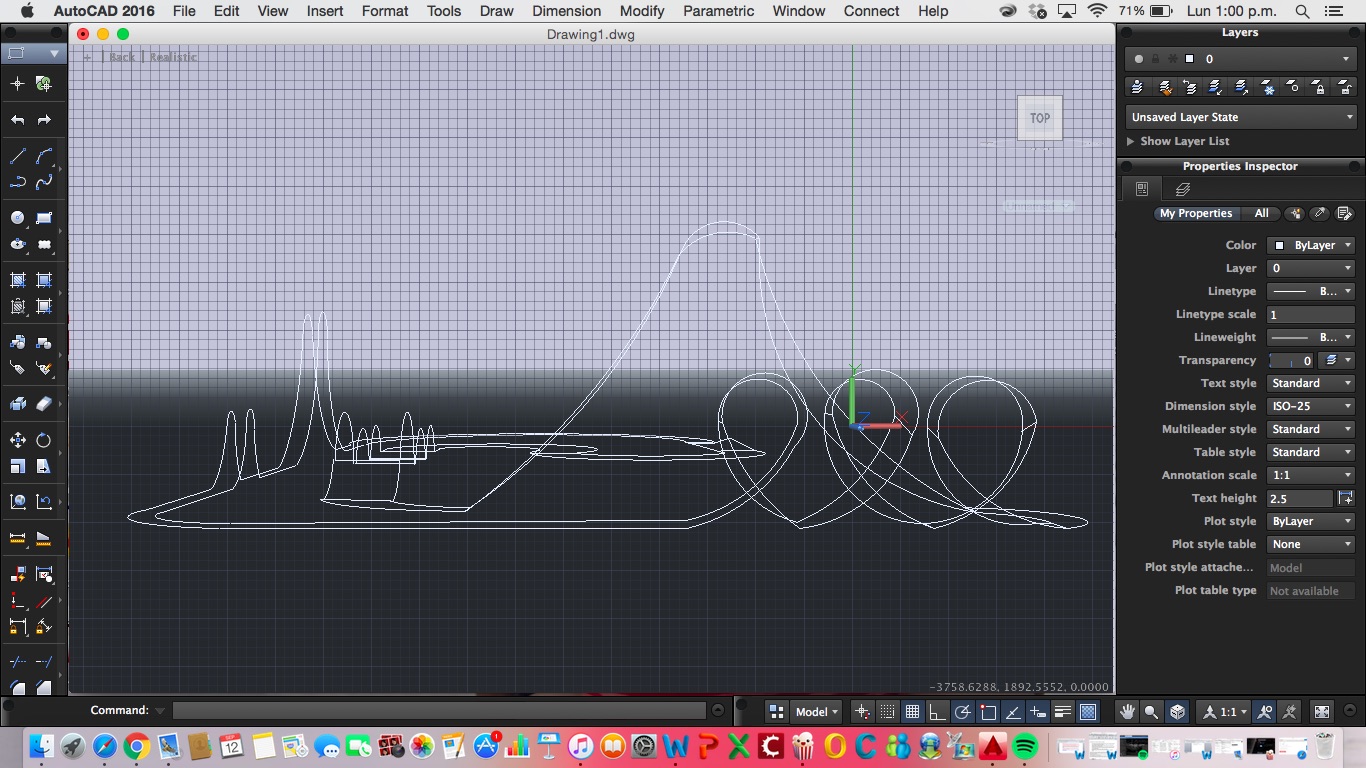 AutoCAD 2016 File Edit View Insert Format Tools Draw Dimension Modify Parametric Window Connect Help 71% Lun 1:00 p.m.
Drawing1.dwg
+ | Back | Realistic
TOP
Y
X
Z
-3758.6288, 1892.5552, 0.0000
Layers
0
Unsaved Layer State
Show Layer List
Properties Inspector
My Properties All
Color ByLayer
Layer 0
Linetype B...
Linetype scale 1
Lineweight B...
Transparency 0
Text style Standard
Dimension style ISO-25
Multileader style Standard
Table style Standard
Annotation scale 1:1
Text height 2.5
Plot style ByLayer
Plot style table None
Plot style attache... Model
Plot table type Not available
Command:
Model 1:1
SEP
12
1